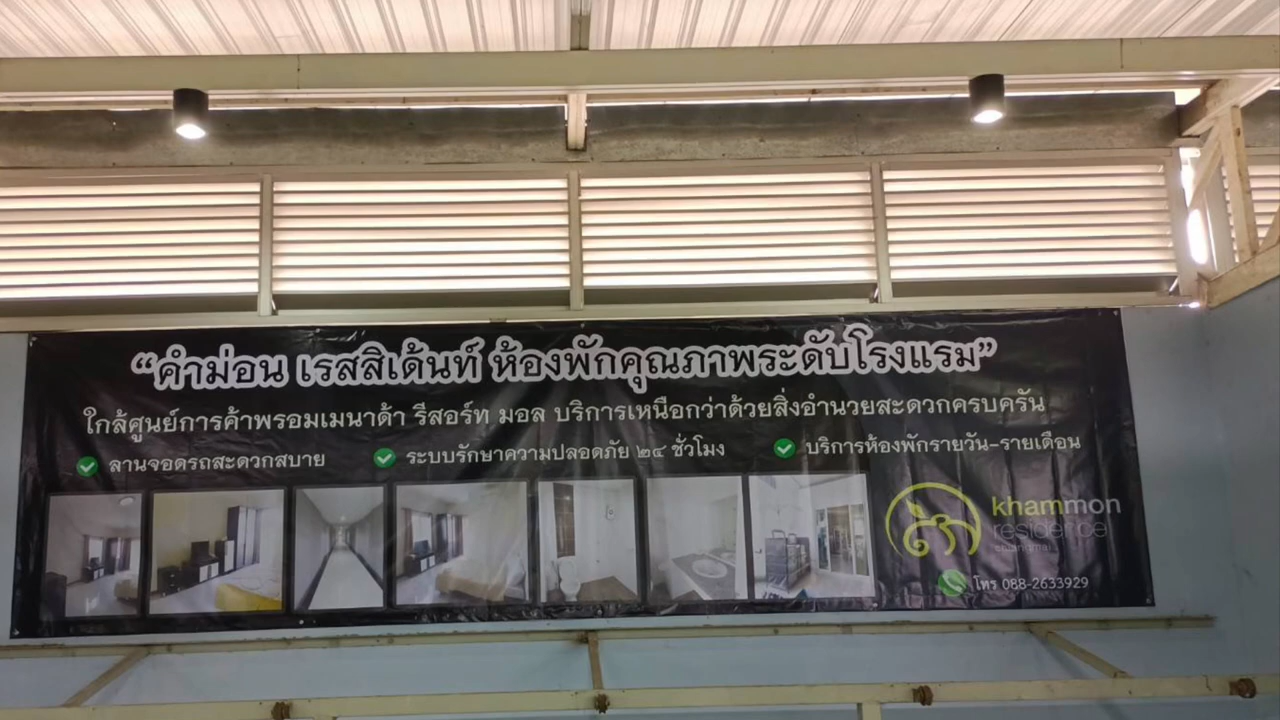 “คำม่อน เรสสิเด้นท์ ห้องพักคุณภาพระดับโรงแรม”
ใกล้ศูนย์การค้าพรอมเมนาด้า รีสอร์ท มอล บริการเหนือกว่าด้วยสิ่งอำนวยสะดวกครบครัน
ลานจอดรถสะดวกสบาย ระบบรักษาความปลอดภัย ๒๔ ชั่วโมง บริการห้องพักรายวัน-รายเดือน
khammon
residence
chiangmai
โทร 088-2633929